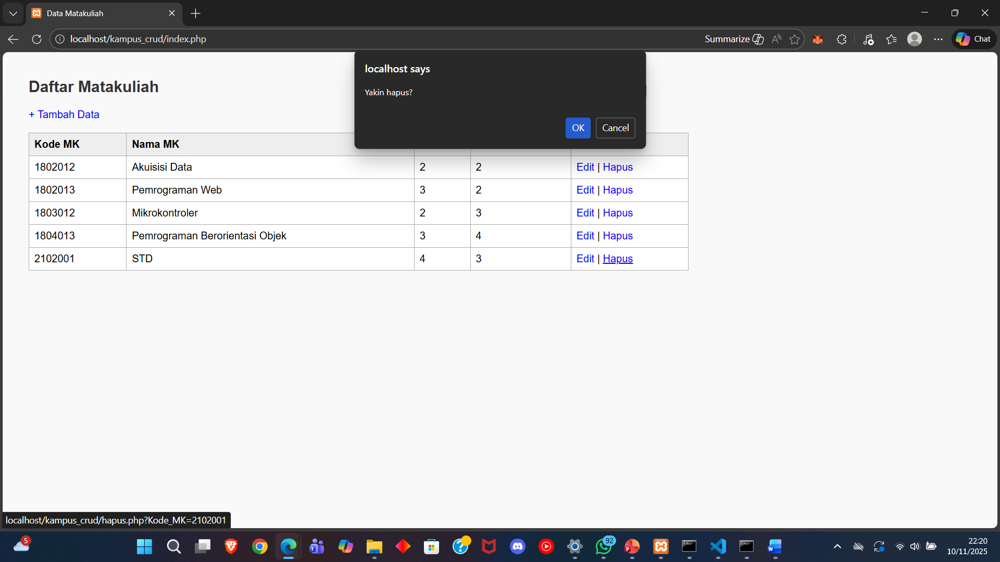 Data Matakuliah
localhost/kampus_crud/index.php
Summarize
Chat
localhost says
Yakin hapus?
OK
Cancel
Daftar Matakuliah
+ Tambah Data
Kode MK Nama MK
1802012 Akuisisi Data 2 2 Edit | Hapus
1802013 Pemrograman Web 3 2 Edit | Hapus
1803012 Mikrokontroler 2 3 Edit | Hapus
1804013 Pemrograman Berorientasi Objek 3 4 Edit | Hapus
2102001 STD 4 3 Edit | Hapus
localhost/kampus_crud/hapus.php?Kode_MK=2102001
5
92
22:20
10/11/2025